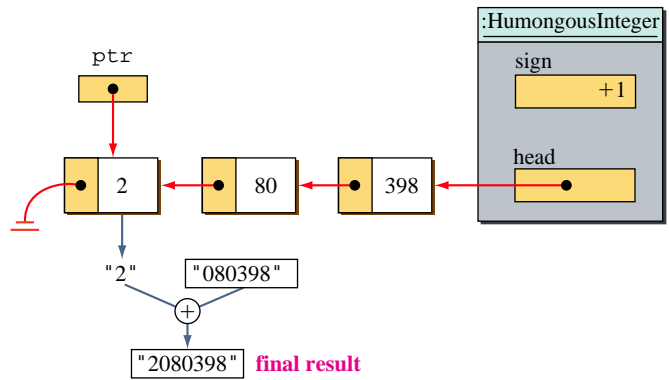 :HumongousInteger
sign
+1
ptr
head
2
80
398
"2"
"080398"
+
"2080398"
final result